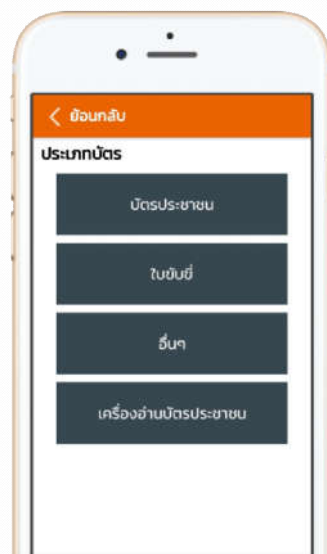 ย้อนกลับ
ประเภทบัตร
บัตรประชาชน
ใบขับขี่
อื่นๆ
เครื่องอ่านบัตรประชาชน